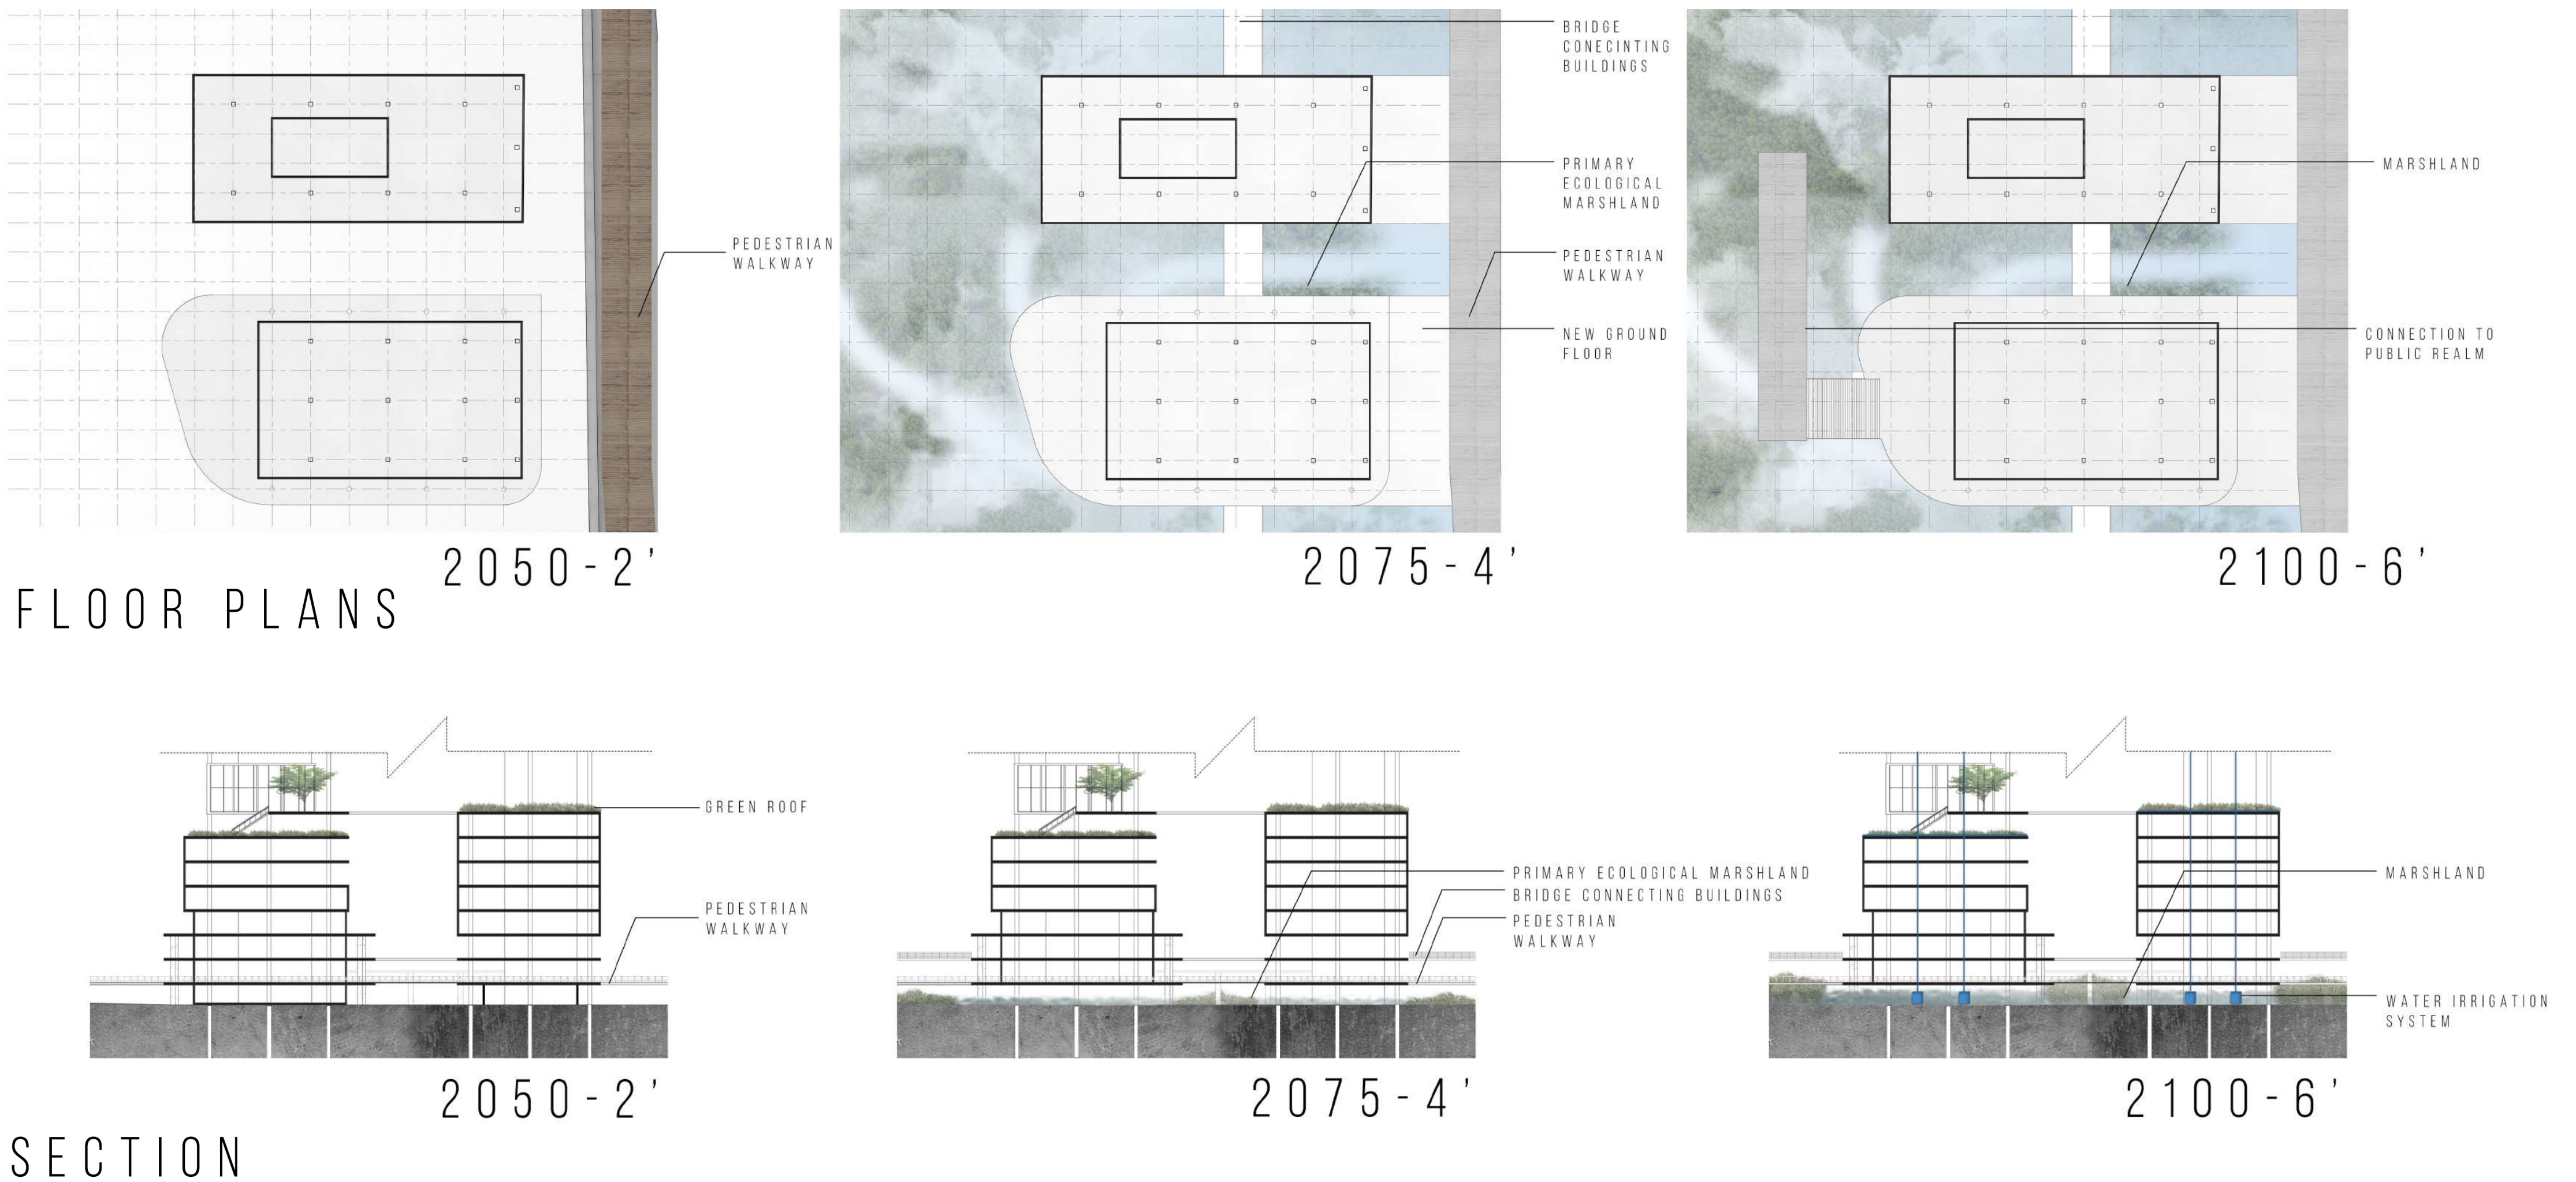 BRIDGE
CONECINTING
BUILDINGS
PRIMARY
ECOLOGICAL
MARSHLAND
MARSHLAND
PEDESTRIAN
WALKWAY
PEDESTRIAN
WALKWAY
NEW GROUND
FLOOR
CONNECTION TO
PUBLIC REALM
2050-2'
2075-4'
2100-6'
FLOOR PLANS
GREEN ROOF
PEDESTRIAN
WALKWAY
PRIMARY ECOLOGICAL MARSHLAND
BRIDGE CONNECTING BUILDINGS
PEDESTRIAN
WALKWAY
MARSHLAND
WATER IRRIGATION
SYSTEM
2050-2'
2075-4'
2100-6'
SECTION